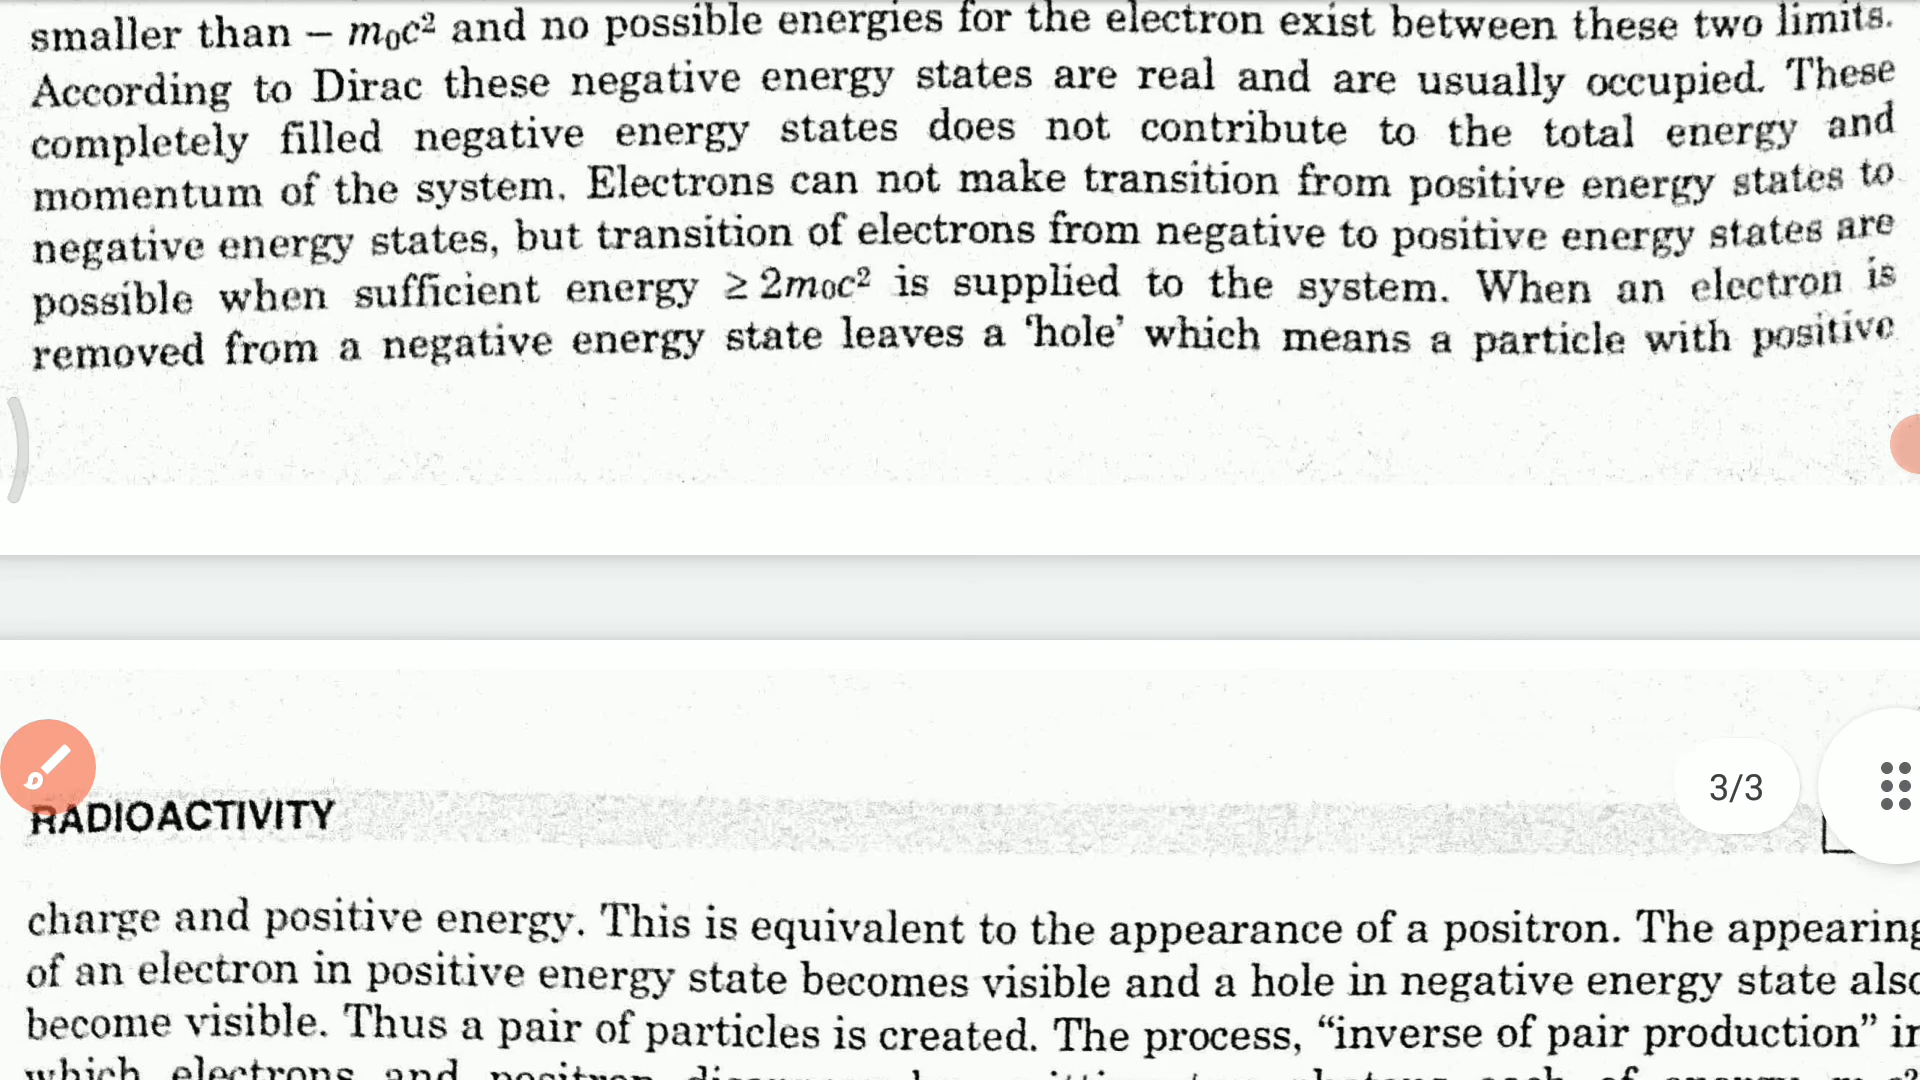 smaller than – m₀c² and no possible energies for the electron exist between these two limits.
According to Dirac these negative energy states are real and are usually occupied. These
completely filled negative energy states does not contribute to the total energy and
momentum of the system. Electrons can not make transition from positive energy states to
negative energy states, but transition of electrons from negative to positive energy states are
possible when sufficient energy ≥ 2m₀c² is supplied to the system. When an electron is
removed from a negative energy state leaves a ‘hole’ which means a particle with positive
3/3
RADIOACTIVITY
charge and positive energy. This is equivalent to the appearance of a positron. The appearing
of an electron in positive energy state becomes visible and a hole in negative energy state also
become visible. Thus a pair of particles is created. The process, “inverse of pair production” in
which electrons and positron